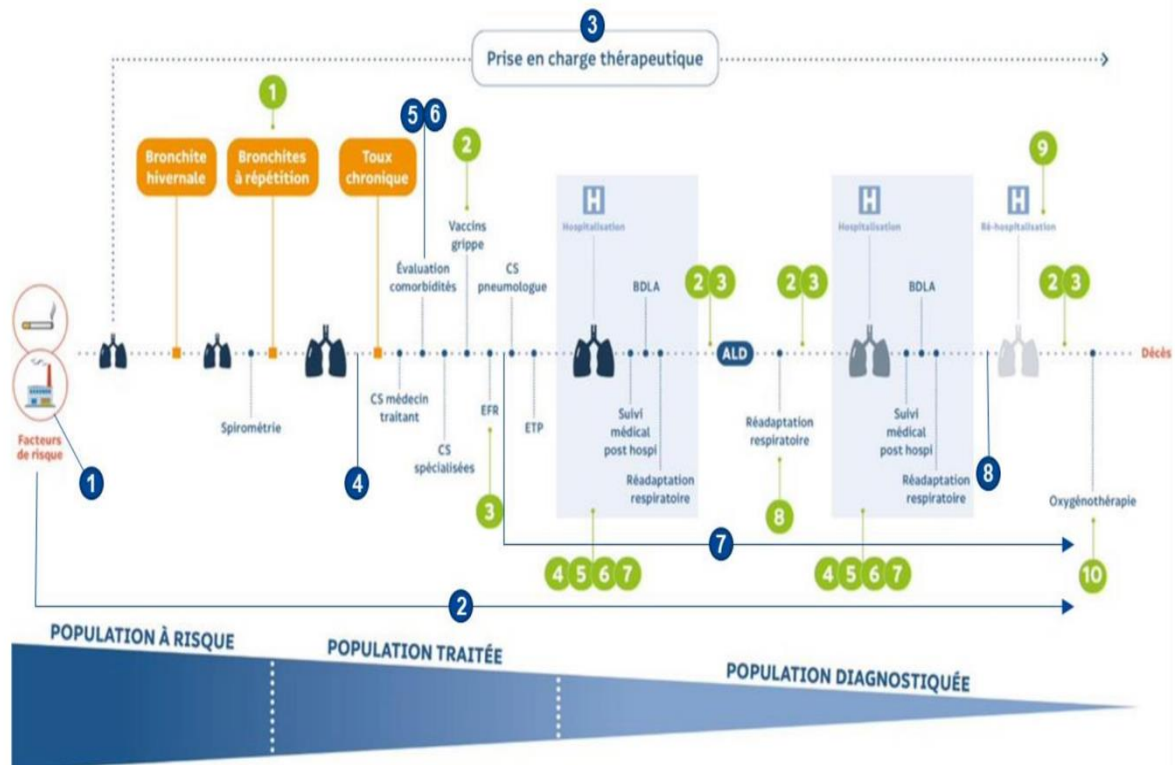 3
Prise en charge thérapeutique
1
5 6
2
9
Bronchite
hivernale
Bronchites
à répétition
Toux
chronique
H
Hospitalisation
H
Hospitalisation
H
Ré-hospitalisation
Vaccins
grippe
Évaluation
comorbidités
CS
pneumologue
BDLA
2 3
2 3
BDLA
2 3
ALD
Décès
Facteurs
de risque
Spirométrie
CS médecin
traitant
CS
spécialisées
EFR
ETP
Suivi
médical
post hospi
Réadaptation
respiratoire
Réadaptation
respiratoire
Suivi
médical
post hospi
Réadaptation
respiratoire
Oxygénothérapie
1
4
3
8
8
7
4 5 6 7
4 5 6 7
10
2
POPULATION À RISQUE
POPULATION TRAITÉE
POPULATION DIAGNOSTIQUÉE